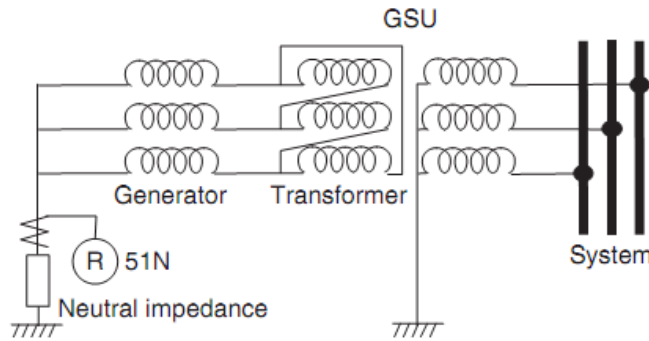 GSU
Generator
Transformer
System
R
51N
Neutral impedance